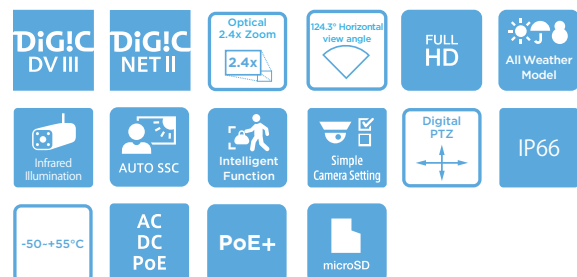 DiG!C
DV III
DiG!C
NET II
Optical
2.4x Zoom
2.4x
124.3° Horizontal
view angle
FULL
HD
All Weather
Model
Infrared
Illumination
AUTO SSC
Intelligent
Function
Simple
Camera Setting
Digital
PTZ
IP66
-50~+55°C
AC
DC
PoE
PoE+
microSD